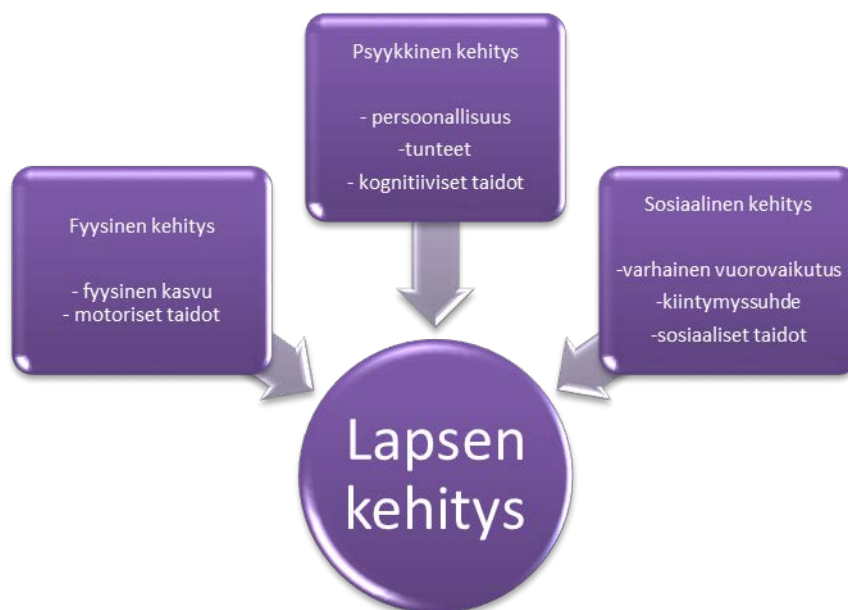 Psyykkinen kehitys
- persoonallisuus
-tunteet
- kognitiiviset taidot
Fyysinen kehitys
- fyysinen kasvu
- motoriset taidot
Sosiaalinen kehitys
-varhainen vuorovaikutus
-kiintymyssuhde
-sosiaaliset taidot
Lapsen
kehitys